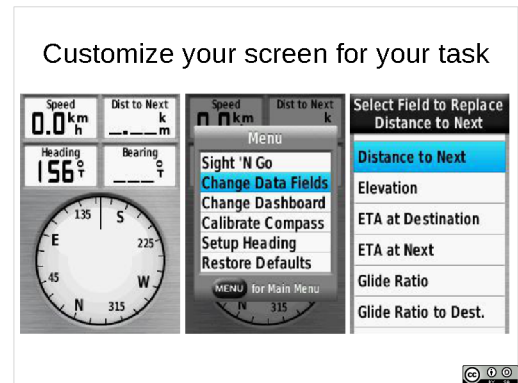 Customize your screen for your task
Speed
Dist to Next
0.0 km
h
_._ k
m
Heading
Bearing
156°T
___°T
135
S
E
225
45
W
N
315
Speed
Dist to Next
km
k
Menu
Sight 'N Go
Change Data Fields
Change Dashboard
Calibrate Compass
Setup Heading
Restore Defaults
MENU for Main Menu
N
315
Select Field to Replace
Distance to Next
Distance to Next
Elevation
ETA at Destination
ETA at Next
Glide Ratio
Glide Ratio to Dest.
cc